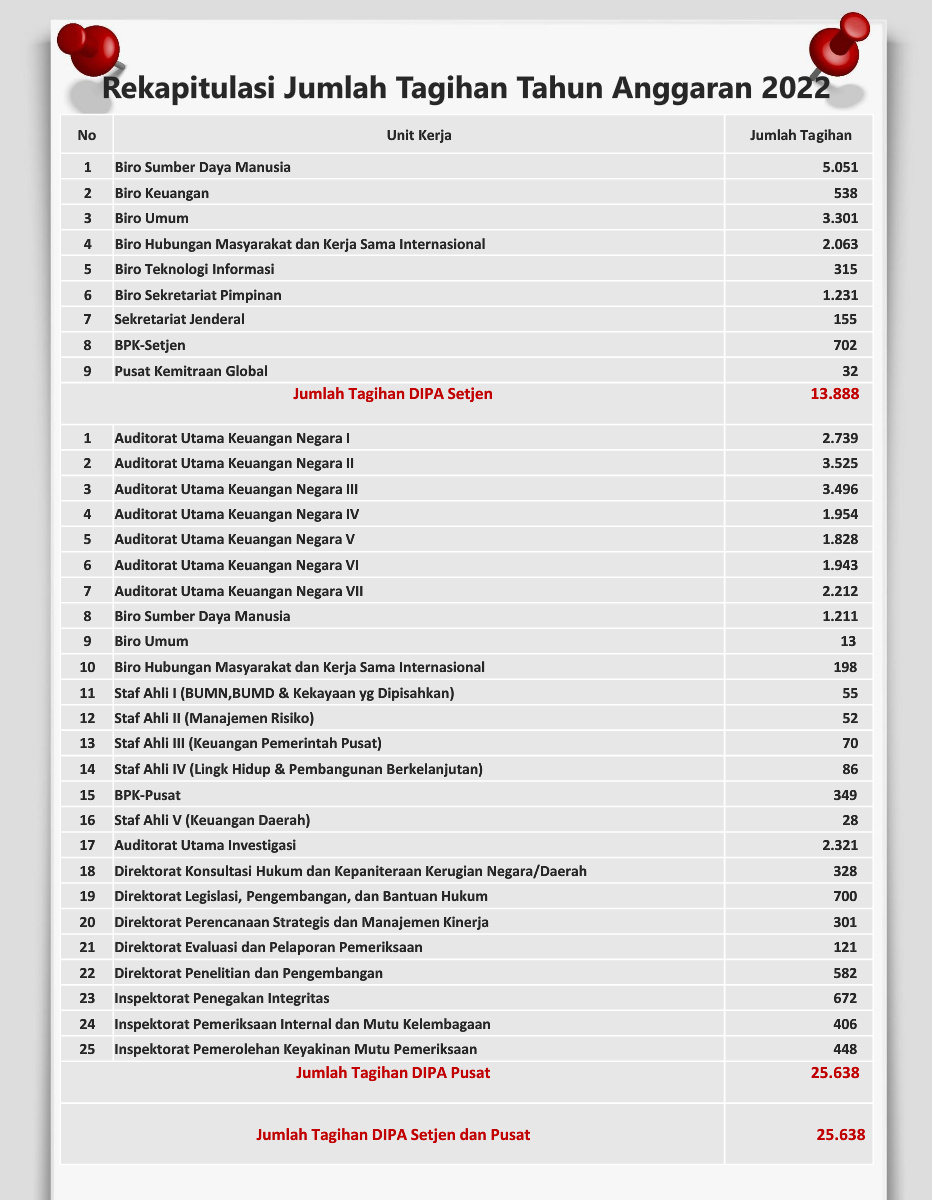 Rekapitulasi Jumlah Tagihan Tahun Anggaran 2022
No Unit Kerja Jumlah Tagihan
1 Biro Sumber Daya Manusia 5.051
2 Biro Keuangan 538
3 Biro Umum 3.301
4 Biro Hubungan Masyarakat dan Kerja Sama Internasional 2.063
5 Biro Teknologi Informasi 315
6 Biro Sekretariat Pimpinan 1.231
7 Sekretariat Jenderal 155
8 BPK-Setjen 702
9 Pusat Kemitraan Global 32
Jumlah Tagihan DIPA Setjen 13.888
1 Auditorat Utama Keuangan Negara I 2.739
2 Auditorat Utama Keuangan Negara II 3.525
3 Auditorat Utama Keuangan Negara III 3.496
4 Auditorat Utama Keuangan Negara IV 1.954
5 Auditorat Utama Keuangan Negara V 1.828
6 Auditorat Utama Keuangan Negara VI 1.943
7 Auditorat Utama Keuangan Negara VII 2.212
8 Biro Sumber Daya Manusia 1.211
9 Biro Umum 13
10 Biro Hubungan Masyarakat dan Kerja Sama Internasional 198
11 Staf Ahli I (BUMN,BUMD & Kekayaan yg Dipisahkan) 55
12 Staf Ahli II (Manajemen Risiko) 52
13 Staf Ahli III (Keuangan Pemerintah Pusat) 70
14 Staf Ahli IV (Lingk Hidup & Pembangunan Berkelanjutan) 86
15 BPK-Pusat 349
16 Staf Ahli V (Keuangan Daerah) 28
17 Auditorat Utama Investigasi 2.321
18 Direktorat Konsultasi Hukum dan Kepaniteraan Kerugian Negara/Daerah 328
19 Direktorat Legislasi, Pengembangan, dan Bantuan Hukum 700
20 Direktorat Perencanaan Strategis dan Manajemen Kinerja 301
21 Direktorat Evaluasi dan Pelaporan Pemeriksaan 121
22 Direktorat Penelitian dan Pengembangan 582
23 Inspektorat Penegakan Integritas 672
24 Inspektorat Pemeriksaan Internal dan Mutu Kelembagaan 406
25 Inspektorat Pemerolehan Keyakinan Mutu Pemeriksaan 448
Jumlah Tagihan DIPA Pusat 25.638
Jumlah Tagihan DIPA Setjen dan Pusat 25.638